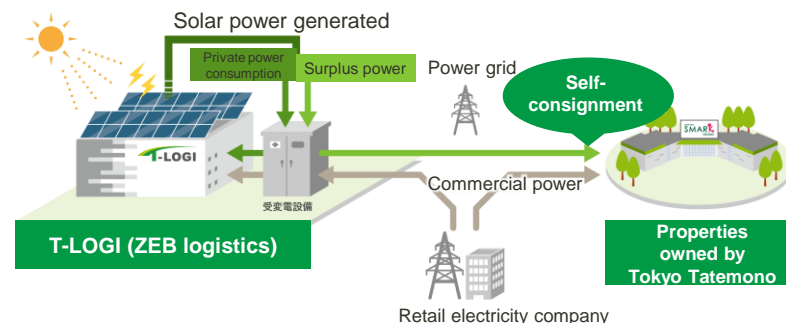 Solar power generated
Private power
consumption
Surplus power
Power grid
Self-
consignment
T-LOGI
SMARK
Commercial power
受変電設備
T-LOGI (ZEB logistics)
Properties
owned by
Tokyo Tatemono
Retail electricity company